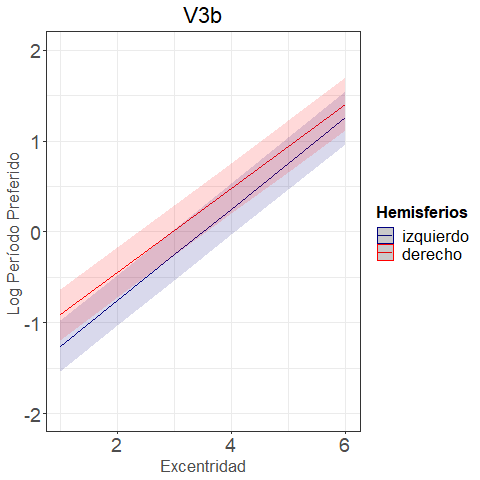 V3b
Log Período Preferido
2
1
0
-1
-2
2
4
6
Excentridad
Hemisferios
izquierdo
derecho